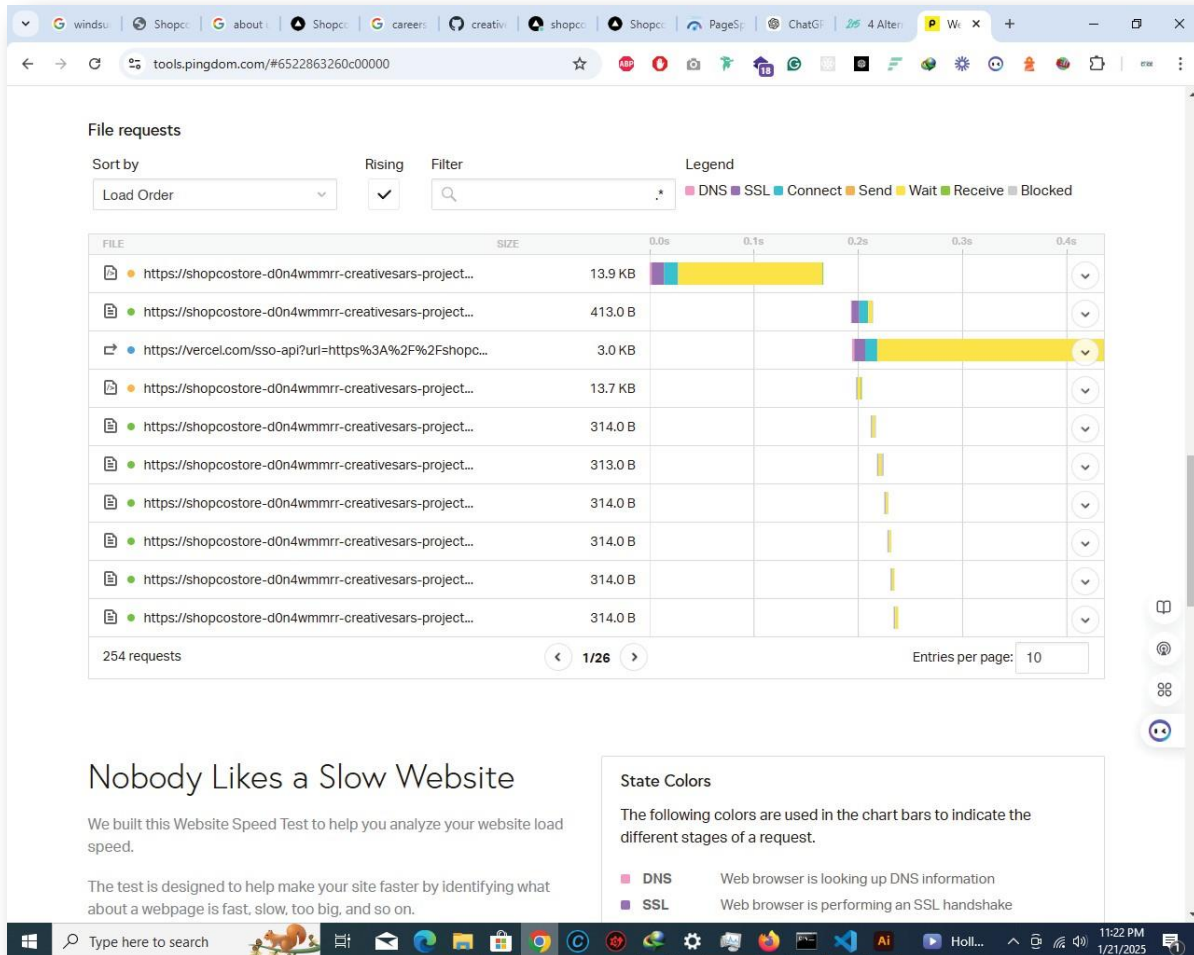 windsu
Shopco
about u
Shopco
careers
creativ
shopco
Shopco
PageSp
ChatGP
4 Alter
We
tools.pingdom.com/#6522863260c00000
ABP
18
File requests
Sort by
Rising
Filter
Legend
Load Order
.*
DNS SSL Connect Send Wait Receive Blocked
FILE SIZE 0.0s 0.1s 0.2s 0.3s 0.4s
https://shopcostore-d0n4wmmrr-creativesars-project... 13.9 KB
https://shopcostore-d0n4wmmrr-creativesars-project... 413.0 B
https://vercel.com/sso-api?url=https%3A%2F%2Fshopc... 3.0 KB
https://shopcostore-d0n4wmmrr-creativesars-project... 13.7 KB
https://shopcostore-d0n4wmmrr-creativesars-project... 314.0 B
https://shopcostore-d0n4wmmrr-creativesars-project... 313.0 B
https://shopcostore-d0n4wmmrr-creativesars-project... 314.0 B
https://shopcostore-d0n4wmmrr-creativesars-project... 314.0 B
https://shopcostore-d0n4wmmrr-creativesars-project... 314.0 B
https://shopcostore-d0n4wmmrr-creativesars-project... 314.0 B
254 requests
1/26
Entries per page: 10
Nobody Likes a Slow Website
We built this Website Speed Test to help you analyze your website load
speed.
The test is designed to help make your site faster by identifying what
about a webpage is fast, slow, too big, and so on.
State Colors
The following colors are used in the chart bars to indicate the
different stages of a request.
DNS Web browser is looking up DNS information
SSL Web browser is performing an SSL handshake
Type here to search
Ai
Holl...
11:22 PM
1/21/2025